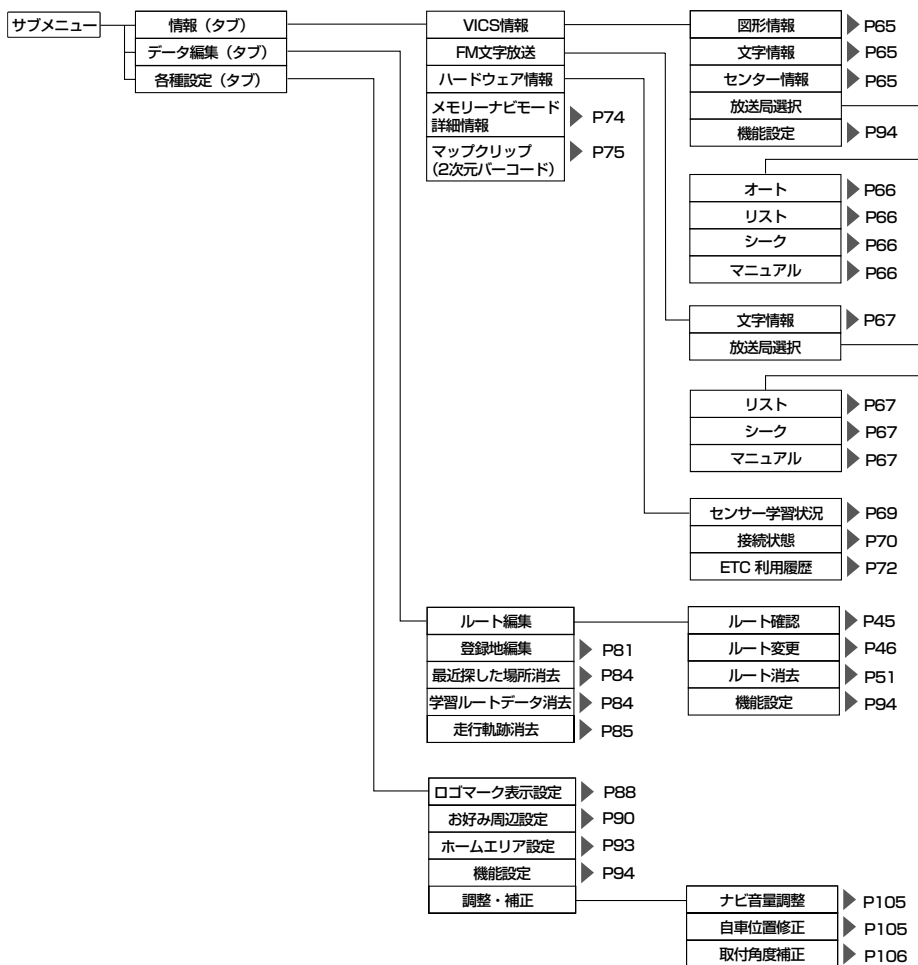 サブメニュー
情報（タブ）
データ編集（タブ）
各種設定（タブ）
VICS情報
FM文字放送
ハードウェア情報
メモリーナビモード
詳細情報
P74
マップクリップ
（2次元バーコード）
P75
図形情報 P65
文字情報 P65
センター情報 P65
放送局選択
機能設定 P94
オート P66
リスト P66
シーク P66
マニュアル P66
文字情報 P67
放送局選択
リスト P67
シーク P67
マニュアル P67
センサー学習状況 P69
接続状態 P70
ETC 利用履歴 P72
ルート編集
登録地編集 P81
最近探した場所消去 P84
学習ルートデータ消去 P84
走行軌跡消去 P85
ルート確認 P45
ルート変更 P46
ルート消去 P51
機能設定 P94
ロゴマーク表示設定 P88
お好み周辺設定 P90
ホームエリア設定 P93
機能設定 P94
調整・補正
ナビ音量調整 P105
自車位置修正 P105
取付角度補正 P106